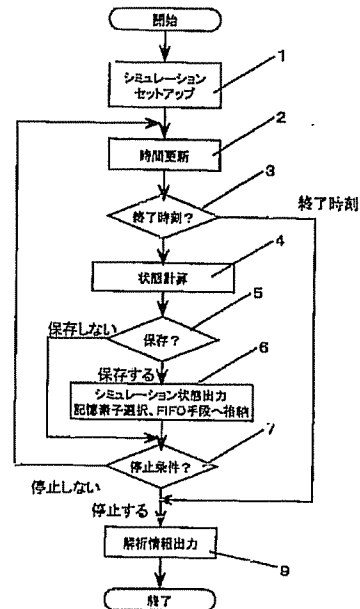 開始
1
シミュレーション
セットアップ
2
時間更新
3
終了時刻?
終了時刻
4
状態計算
5
保存しない
保存?
6
保存する
シミュレーション状態出力
記憶素子選択、FIFO手段へ格納
7
停止条件?
停止しない
停止する
解析情報出力
9
終了